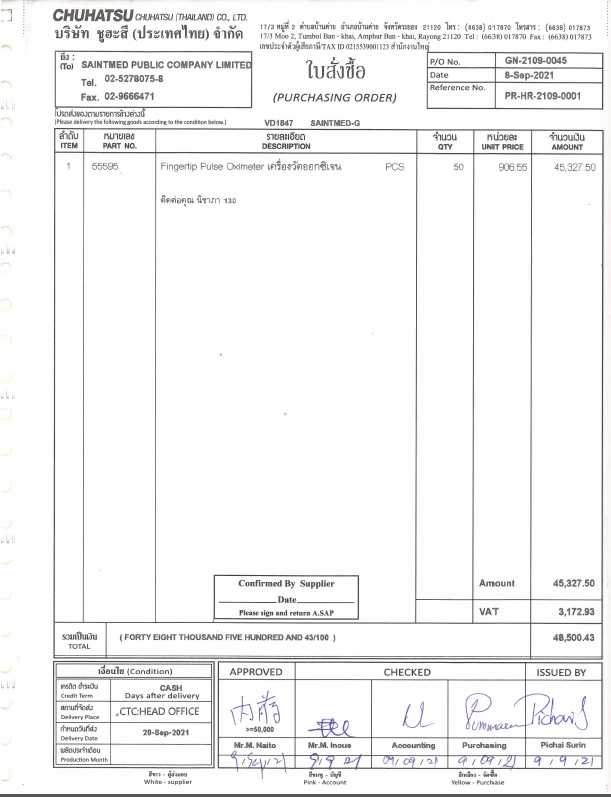 CHUHATSU CHUHATSU (THAILAND) CO., LTD.
บริษัท ชูฮะสึ (ประเทศไทย) จำกัด
17/3 หมู่ที่ 2 ตำบลบ้านค่าย อำเภอบ้านค่าย จังหวัดระยอง 21120 โทร : (6638) 017870 โทรสาร : (6638) 017873
17/3 Moo 2, Tumbol Ban - khai, Amphur Ban - khai, Rayong 21120 Tel : (6638) 017870 Fax : (6638) 017873
เลขประจำตัวผู้เสียภาษี/TAX ID 0215539001123 สำนักงานใหญ่
ถึง :
(To) SAINTMED PUBLIC COMPANY LIMITED
Tel. 02-5278075-8
Fax. 02-9666471
ใบสั่งซื้อ
(PURCHASING ORDER)
P/O No. GN-2109-0045
Date 8-Sep-2021
Reference No. PR-HR-2109-0001
โปรดส่งของตามรายการข้างล่างนี้
(Please delivery the following goods according to the condition below.)
VD1847 SAINTMED-G
ลำดับ หมายเลข รายละเอียด จำนวน หน่วยละ จำนวนเงิน
ITEM PART NO. DESCRIPTION QTY UNIT PRICE AMOUNT
1 55595 Fingertip Pulse Oximeter เครื่องวัดออกซิเจน PCS 50 906.55 45,327.50
ติดต่อคุณ นิชาภา 130
Confirmed By Supplier
Date
Please sign and return A.SAP
Amount 45,327.50
VAT 3,172.93
รวมเป็นเงิน
TOTAL
( FORTY EIGHT THOUSAND FIVE HUNDRED AND 43/100 )
48,500.43
เงื่อนไข (Condition)
เครดิต ชำระเงิน
Credit Term
CASH
Days after delivery
สถานที่จัดส่ง
Delivery Place
CTC:HEAD OFFICE
กำหนดวันที่ส่ง
Delivery Date
20-Sep-2021
ผลิตประจำเดือน
Production Month
APPROVED CHECKED ISSUED BY
>=50,000
Mr.M. Naito Mr.M. Inoue Accounting Purchasing Pichai Surin
9/9/21 09/09/21 9/09/21 9/9/21
สีขาว - ผู้ส่งมอบ
White - supplier
สีชมพู - บัญชี
Pink - Account
สีเหลือง - จัดซื้อ
Yellow - Purchase